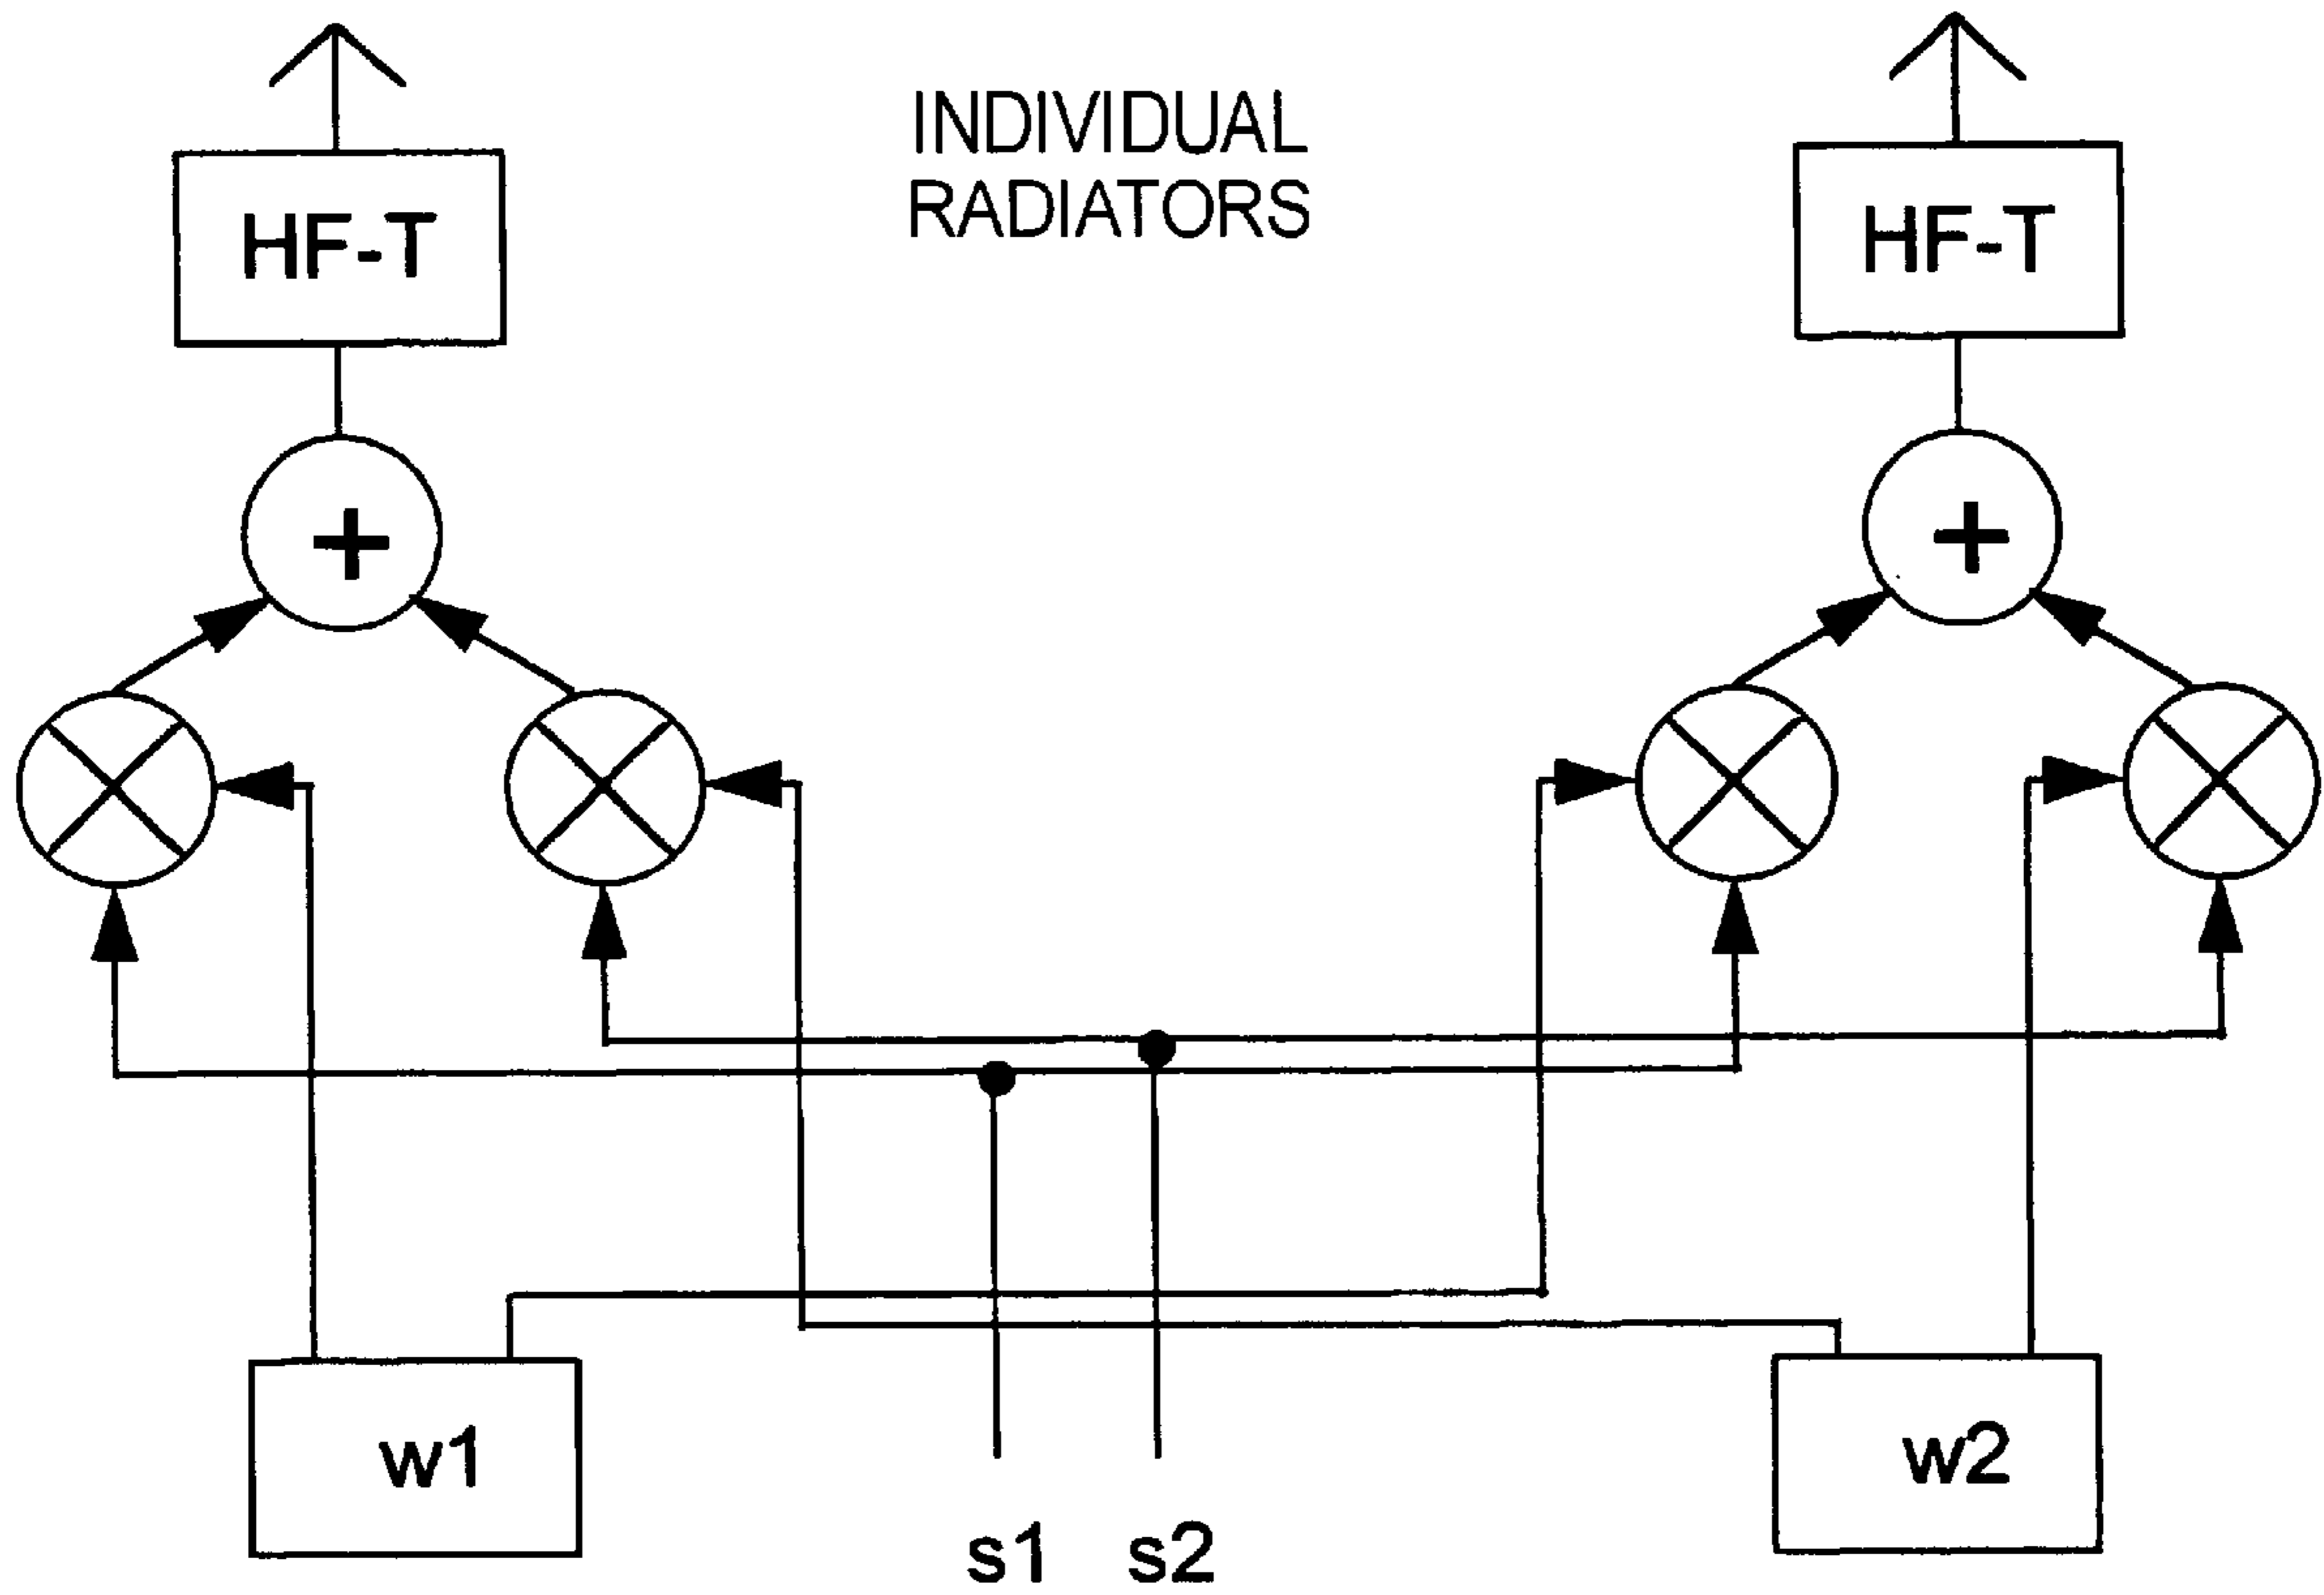 INDIVIDUAL
RADIATORS
HF-T
HF-T
+
+
w1
w2
s1
s2